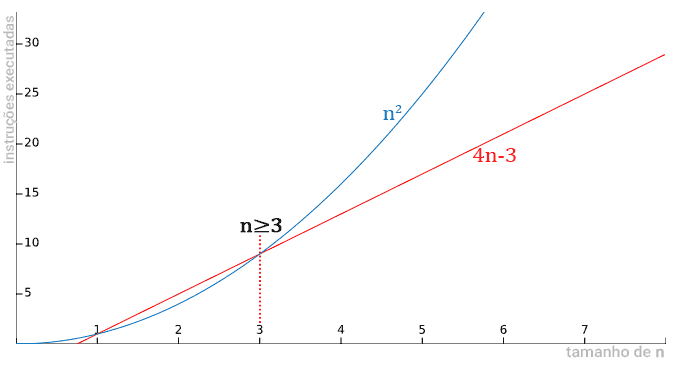 instruções executadas
30
25
20
15
10
5
n²
4n-3
n≥3
1 2 3 4 5 6 7
tamanho de n